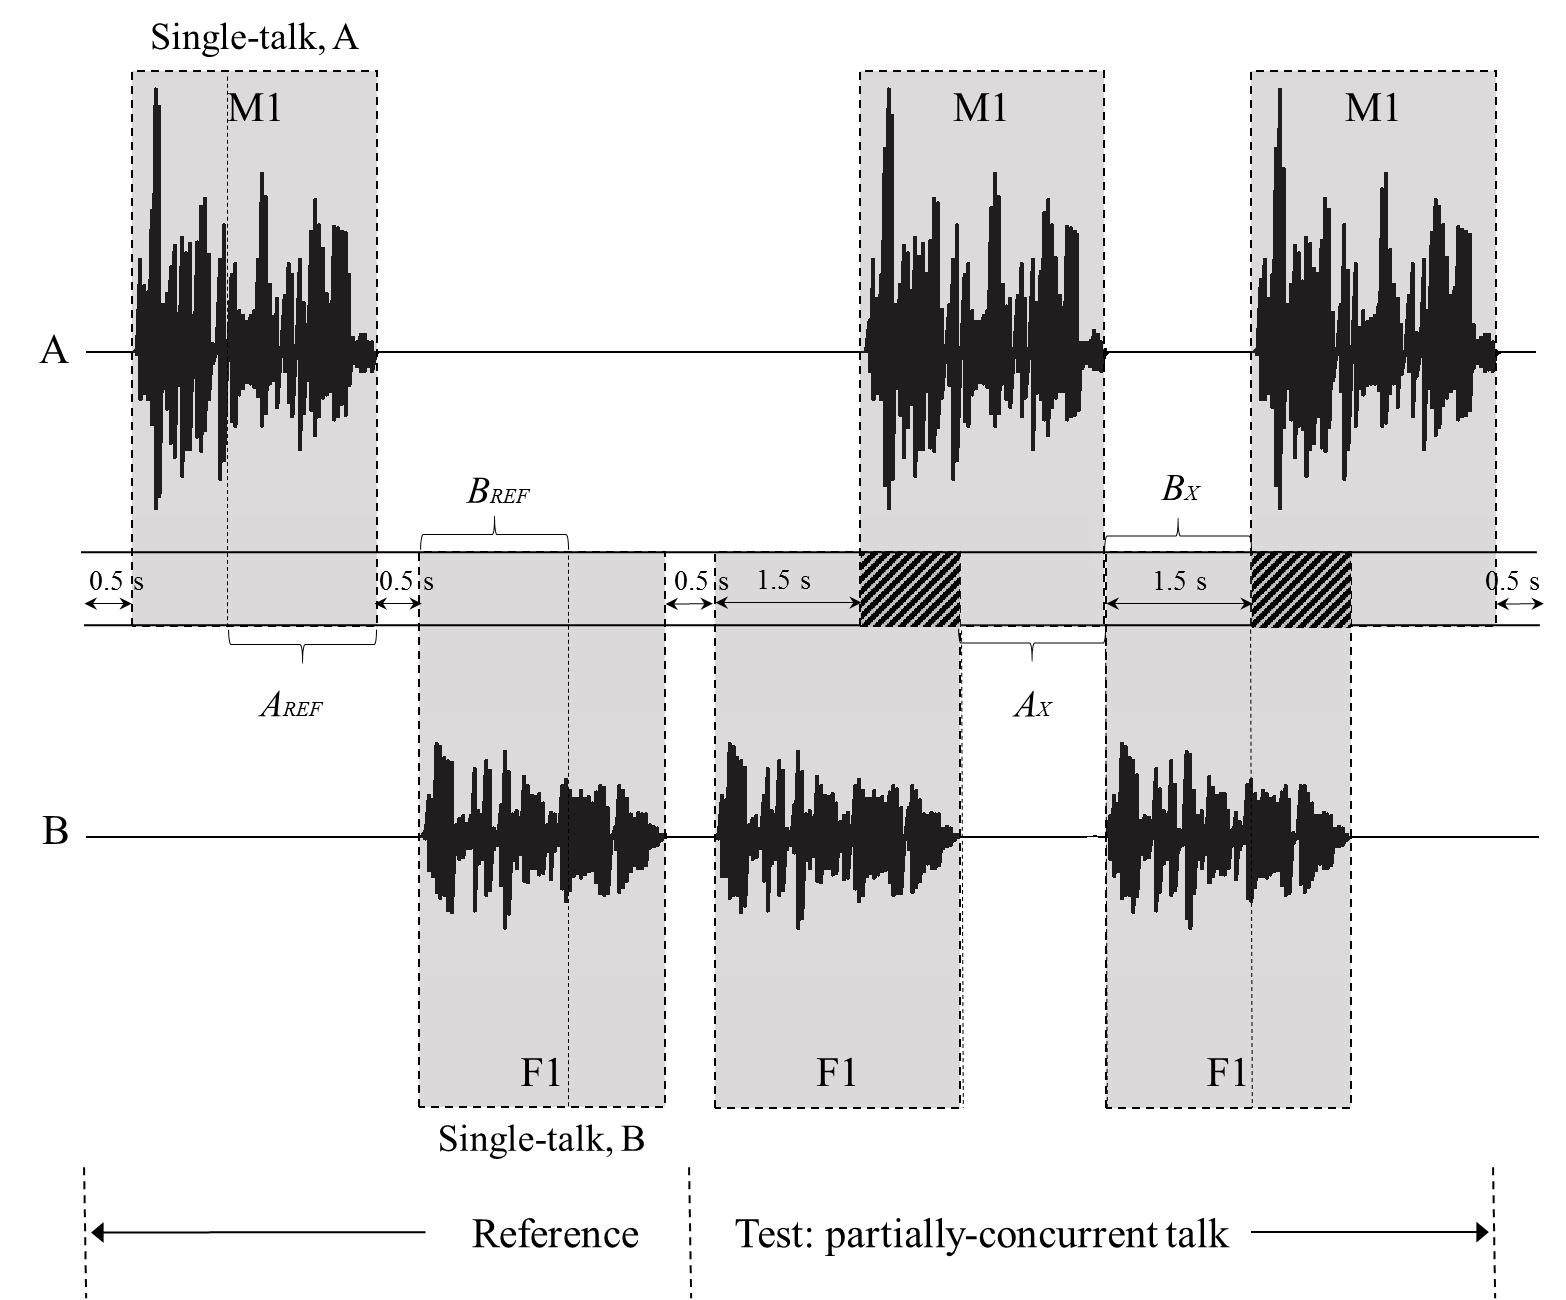 Single-talk, A
M1
M1
M1
A
B_REF
B_X
0.5 s
0.5 s
0.5 s
1.5 s
1.5 s
0.5 s
A_REF
A_X
B
F1
F1
F1
Single-talk, B
Reference
Test: partially-concurrent talk